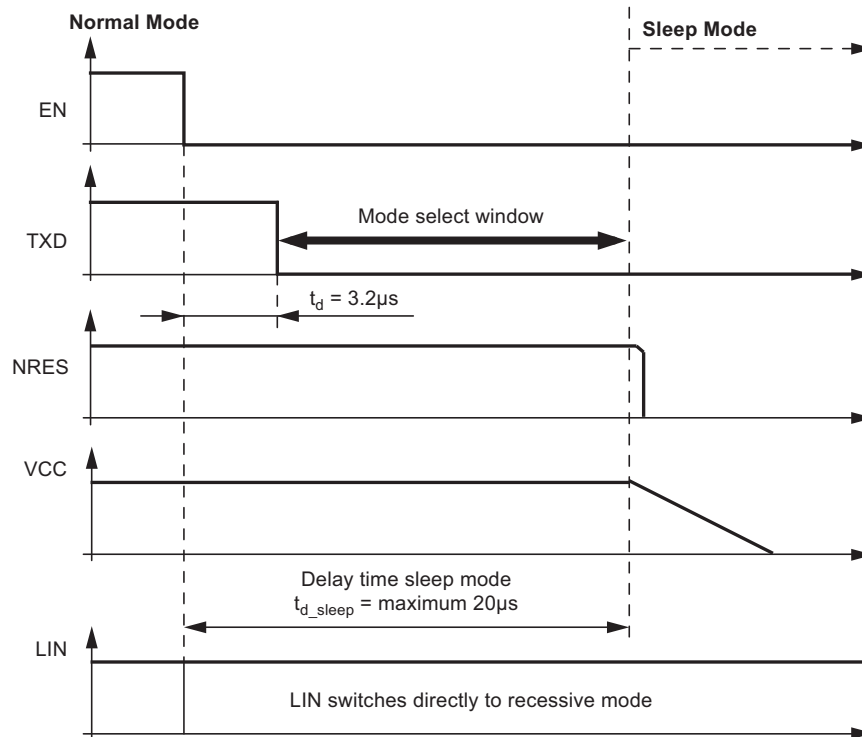 Normal Mode
Sleep Mode
EN
TXD
Mode select window
t_d = 3.2µs
NRES
VCC
Delay time sleep mode
t_d_sleep = maximum 20µs
LIN
LIN switches directly to recessive mode